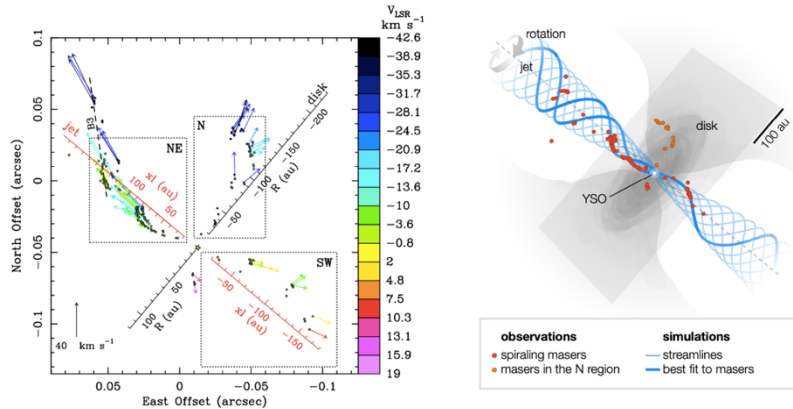 V_LSR
km s⁻¹
0.1
0.05
0
−0.05
−0.1
North Offset (arcsec)
0.05
0
−0.05
−0.1
East Offset (arcsec)
B3
jet
NE
xl (au)
100
50
N
disk
−200
−150
−100
−50
R (au)
50
100
R (au)
SW
−50
−100
−150
xl (au)
40 km s⁻¹
−42.6
−38.9
−35.3
−31.7
−28.1
−24.5
−20.9
−17.2
−13.6
−10
−6.4
−0.8
2
4.8
7.5
10.3
13.1
15.9
19
rotation
jet
disk
100 au
YSO
observations
spiraling masers
masers in the N region
simulations
streamlines
best fit to masers